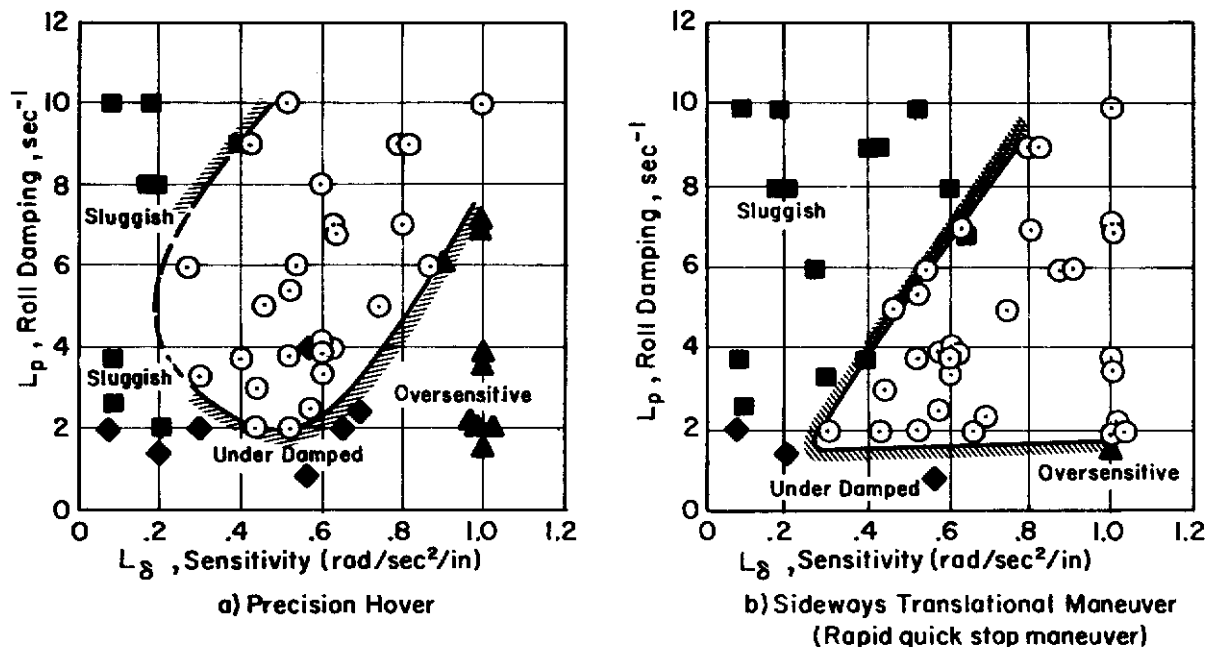 12
10
8
6
4
2
0
L_p, Roll Damping, sec⁻¹
Sluggish
Sluggish
Oversensitive
Under Damped
0 .2 .4 .6 .8 1.0 1.2
L_δ, Sensitivity (rad/sec²/in)
a) Precision Hover
12
10
8
6
4
2
0
L_p, Roll Damping, sec⁻¹
Sluggish
Oversensitive
Under Damped
0 .2 .4 .6 .8 1.0 1.2
L_δ, Sensitivity (rad/sec²/in)
b) Sideways Translational Maneuver
(Rapid quick stop maneuver)